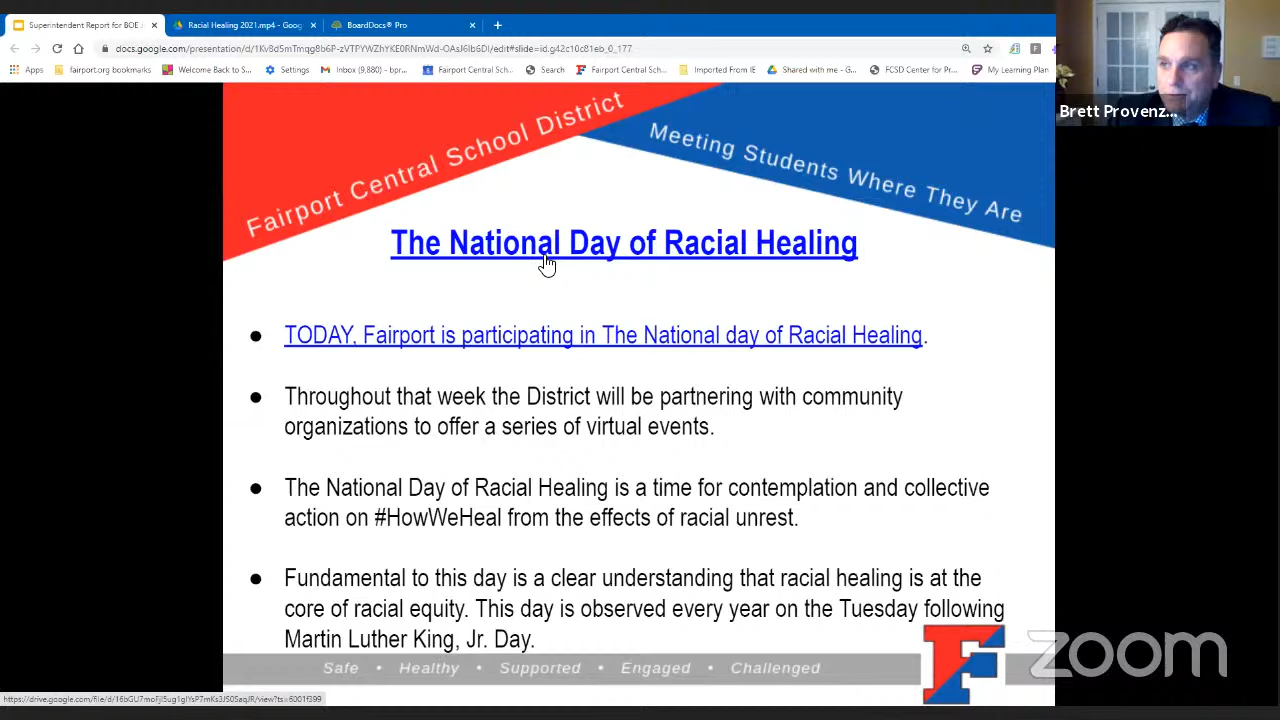 Superintendent Report for BOE
Racial Healing 2021.mp4 - Goog
BoardDocs® Pro
Apps
fairport.org bookmarks
Welcome Back to S...
Settings
Inbox (9,880) - bpr...
Fairport Central Sch...
Search
Fairport Central Sch...
Imported From IE
Shared with me - G...
FCSD Center for Pr...
My Learning Plan
Brett Provenz...
Fairport Central School District
Meeting Students Where They Are
The National Day of Racial Healing
● TODAY, Fairport is participating in The National day of Racial Healing.
● Throughout that week the District will be partnering with community
organizations to offer a series of virtual events.
● The National Day of Racial Healing is a time for contemplation and collective
action on #HowWeHeal from the effects of racial unrest.
● Fundamental to this day is a clear understanding that racial healing is at the
core of racial equity. This day is observed every year on the Tuesday following
Martin Luther King, Jr. Day.
Safe • Healthy • Supported • Engaged • Challenged
F
zoom